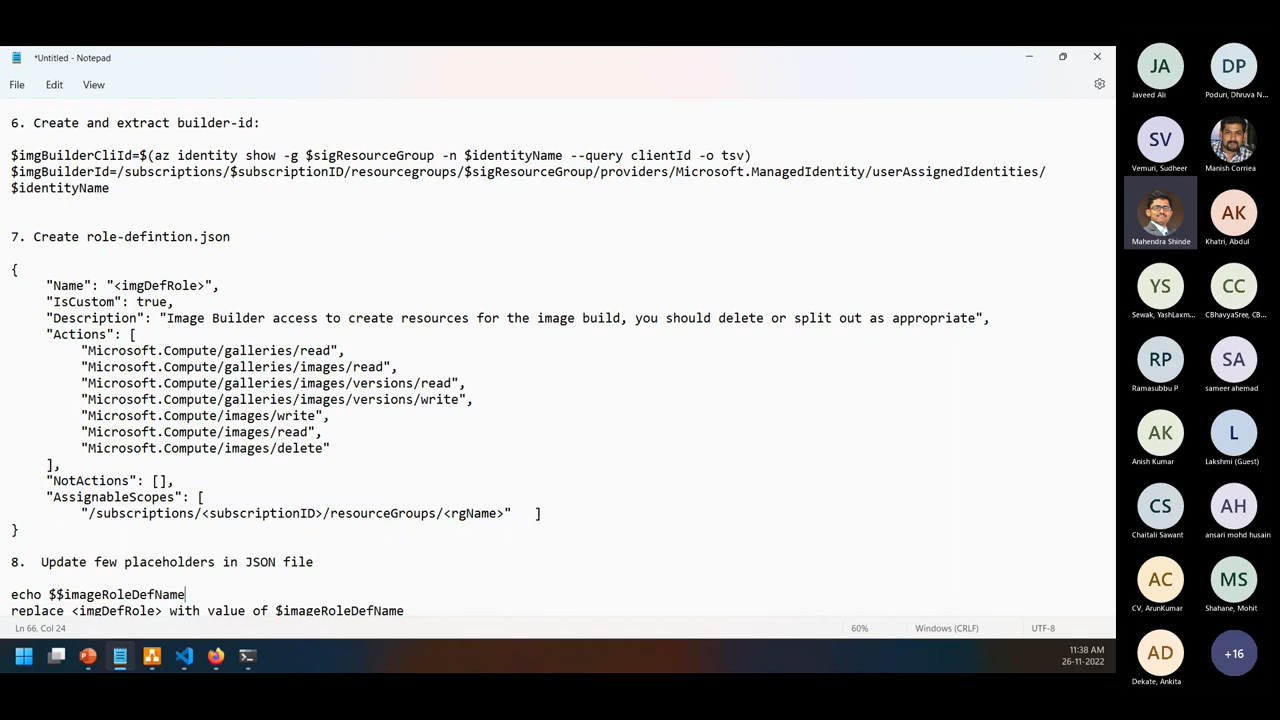 *Untitled - Notepad
File Edit View
6. Create and extract builder-id:
$imgBuilderCliId=$(az identity show -g $sigResourceGroup -n $identityName --query clientId -o tsv)
$imgBuilderId=/subscriptions/$subscriptionID/resourcegroups/$sigResourceGroup/providers/Microsoft.ManagedIdentity/userAssignedIdentities/
$identityName
7. Create role-defintion.json
{
"Name": "<imgDefRole>",
"IsCustom": true,
"Description": "Image Builder access to create resources for the image build, you should delete or split out as appropriate",
"Actions": [
"Microsoft.Compute/galleries/read",
"Microsoft.Compute/galleries/images/read",
"Microsoft.Compute/galleries/images/versions/read",
"Microsoft.Compute/galleries/images/versions/write",
"Microsoft.Compute/images/write",
"Microsoft.Compute/images/read",
"Microsoft.Compute/images/delete"
],
"NotActions": [],
"AssignableScopes": [
"/subscriptions/<subscriptionID>/resourceGroups/<rgName>" ]
}
8. Update few placeholders in JSON file
echo $$imageRoleDefName
replace <imgDefRole> with value of $imageRoleDefName
Ln 66, Col 24 60% Windows (CRLF) UTF-8
11:38 AM
26-11-2022
JA DP
Javeed Ali Poduri, Dhruva N...
SV
Vemuri, Sudheer Manish Corriea
AK
Mahendra Shinde Khatri, Abdul
YS CC
Sewak, YashLaxm... CBhavyaSree, CB...
RP SA
Ramasubbu P sameer ahemad
AK L
Anish Kumar Lakshmi (Guest)
CS AH
Chaitali Sawant ansari mohd husain
AC MS
CV, ArunKumar Shahane, Mohit
AD +16
Dekate, Ankita